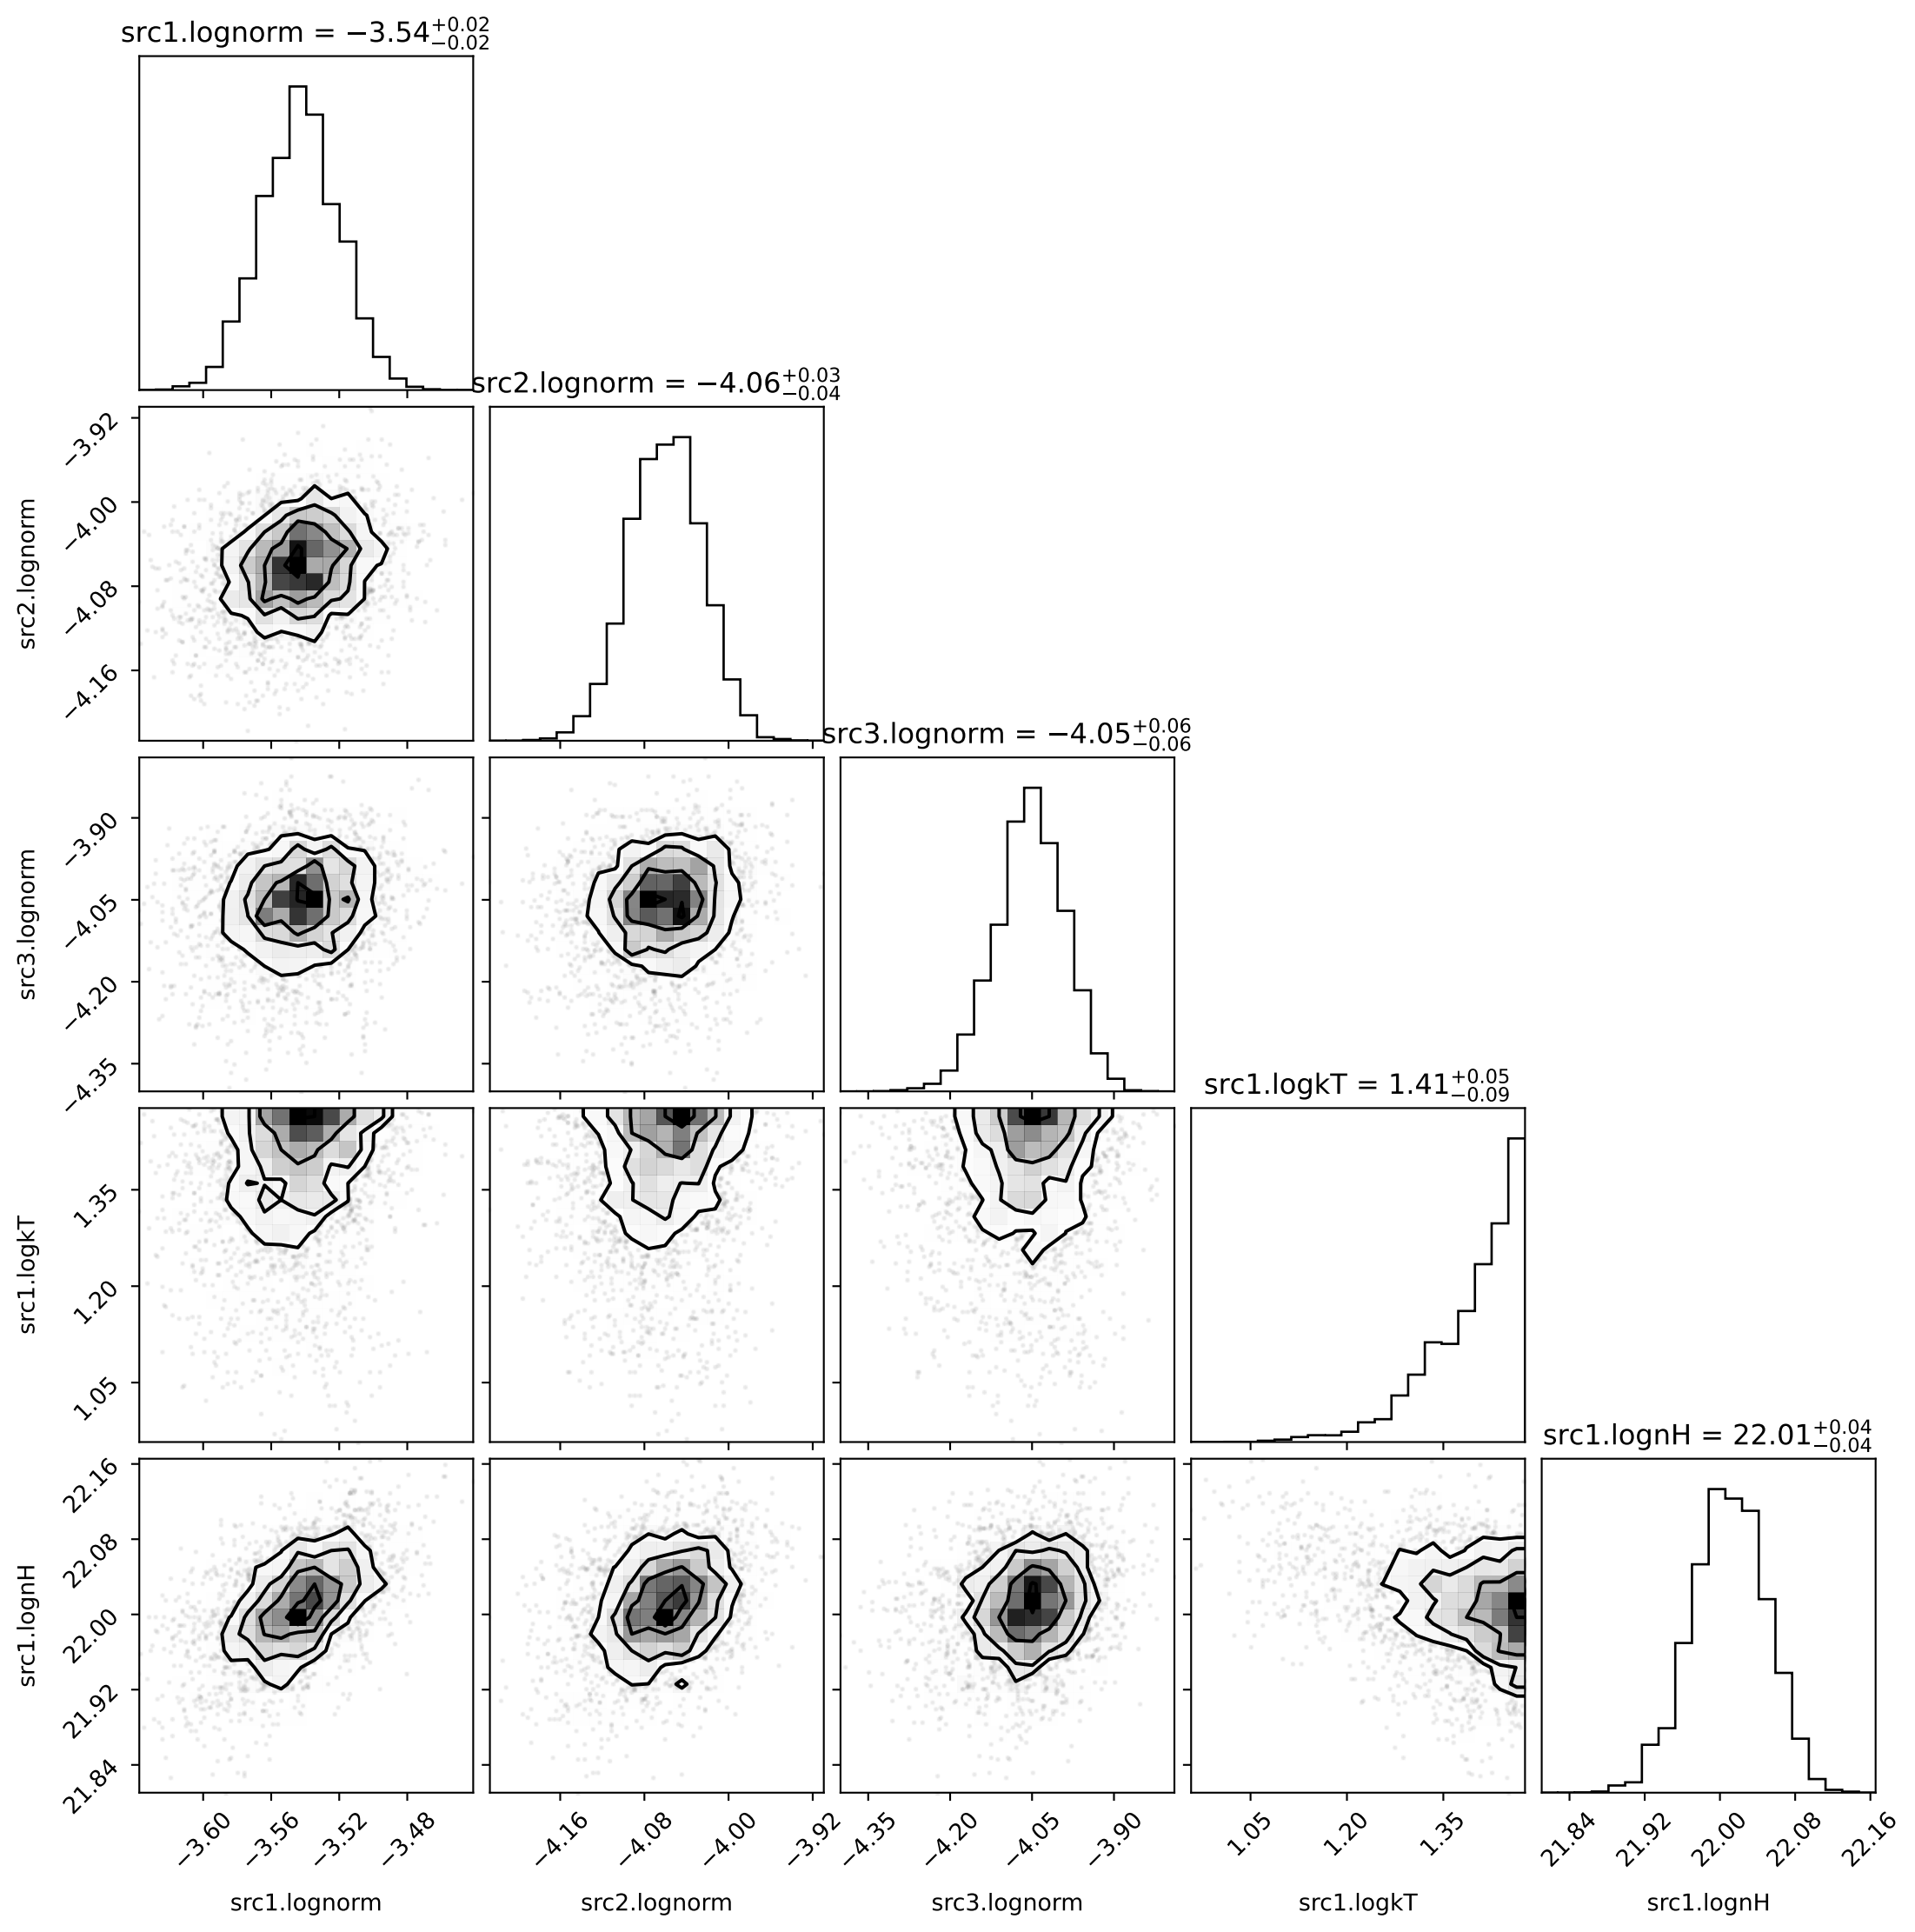 src1.lognorm = −3.54+0.02−0.02
src2.lognorm = −4.06+0.03−0.04
−3.92
−4.00
−4.08
−4.16
src2.lognorm
src3.lognorm = −4.05+0.06−0.06
−3.90
−4.05
−4.20
−4.35
src3.lognorm
src1.logkT = 1.41+0.05−0.09
1.35
1.20
1.05
src1.logkT
src1.lognH = 22.01+0.04−0.04
22.16
22.08
22.00
21.92
21.84
src1.lognH
−3.60 −3.56 −3.52 −3.48 −4.16 −4.08 −4.00 −3.92 −4.35 −4.20 −4.05 −3.90 1.05 1.20 1.35 21.84 21.92 22.00 22.08 22.16
src1.lognorm src2.lognorm src3.lognorm src1.logkT src1.lognH